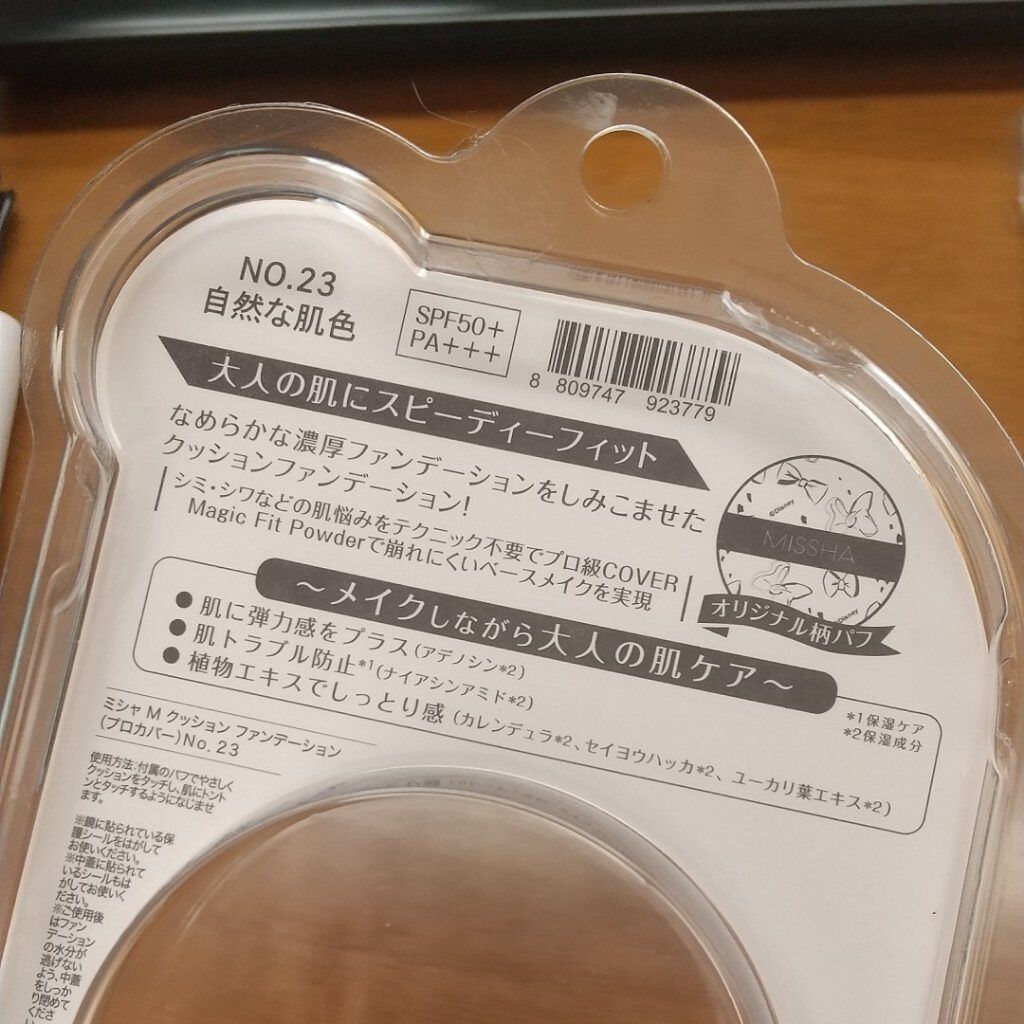 NO.23
自然な肌色
SPF50+
PA+++
8 809747 923779
大人の肌にスピーディーフィット
なめらかな濃厚ファンデーションをしみこませた
クッションファンデーション!
シミ・シワなどの肌悩みをテクニック不要でプロ級COVER
Magic Fit Powderで崩れにくいベースメイクを実現
©Disney
MISSHA
©Disney
オリジナル柄パフ
~メイクしながら大人の肌ケア~
● 肌に弾力感をプラス(アデノシン*2)
● 肌トラブル防止*1(ナイアシンアミド*2)
● 植物エキスでしっとり感(カレンデュラ*2、セイヨウハッカ*2、ユーカリ葉エキス*2)
*1保湿ケア
*2保湿成分
ミシャ M クッション ファンデーション
(プロカバー)No.23
使用方法:付属のパフでやさしく
クッションをタッチし、肌にトント
ンとタッチするようになじませ
ます。
※鏡に貼られている保
護シールをはがして
お使いください。
※中蓋に貼られて
いるシールもは
がしてお使いく
ださい。
※ご使用後
はファン
デーション
の水分が
逃げない
よう、中蓋
をしっか
り閉めて
くださ
い。